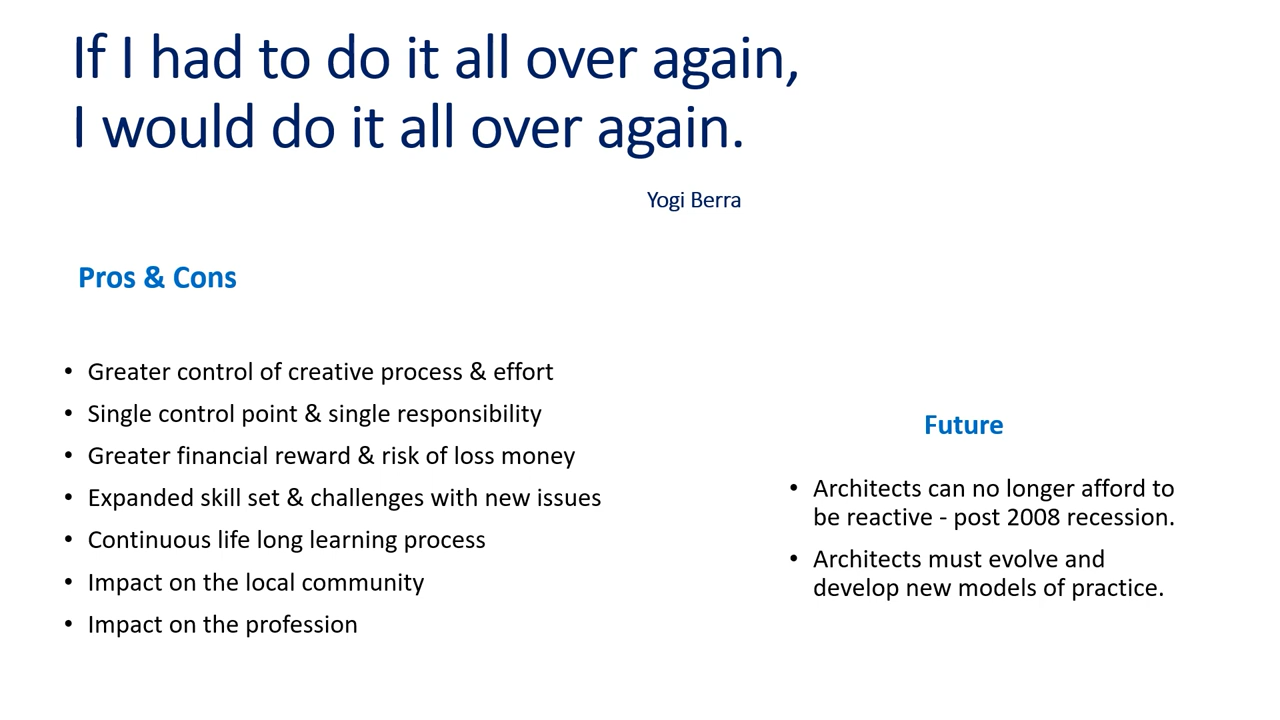 If I had to do it all over again,
I would do it all over again.
Yogi Berra
Pros & Cons
• Greater control of creative process & effort
• Single control point & single responsibility
• Greater financial reward & risk of loss money
• Expanded skill set & challenges with new issues
• Continuous life long learning process
• Impact on the local community
• Impact on the profession
Future
• Architects can no longer afford to
be reactive - post 2008 recession.
• Architects must evolve and
develop new models of practice.